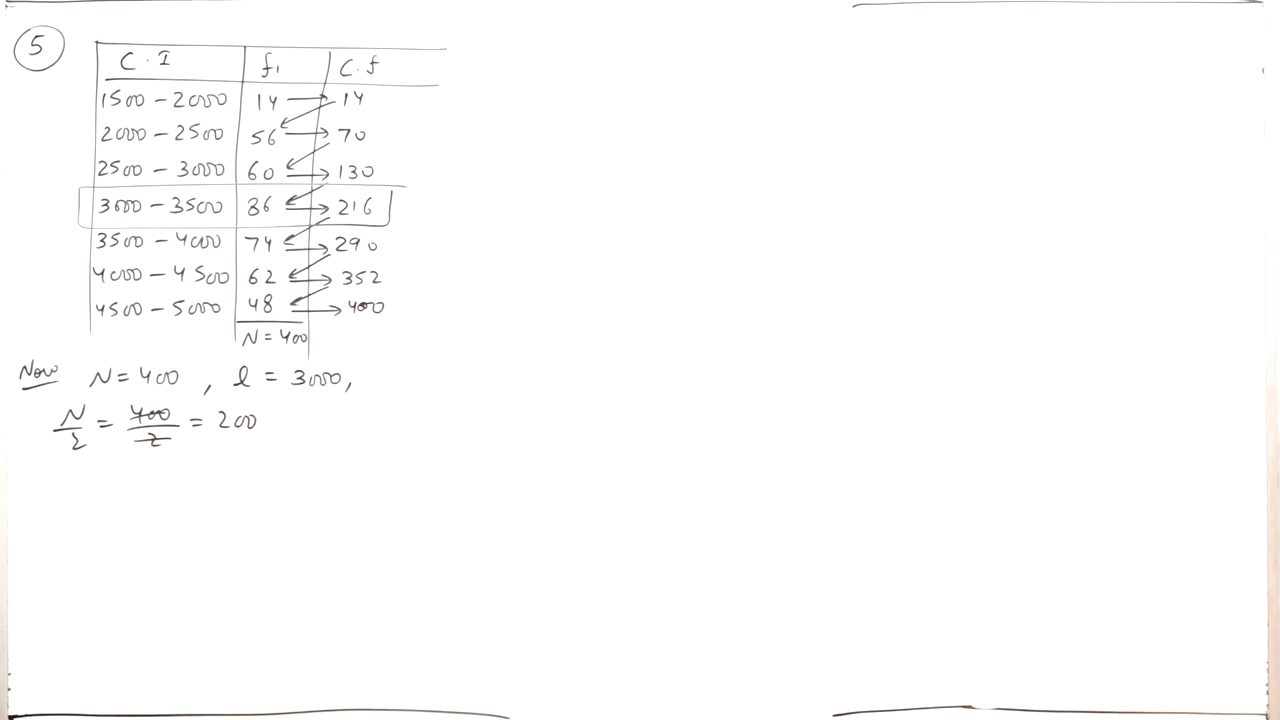 5
C.I f₁ C.f
1500 - 2000 14 14
2000 - 2500 56 70
2500 - 3000 60 130
3000 - 3500 86 216
3500 - 4000 74 290
4000 - 4500 62 352
4500 - 5000 48 400
N = 400
Now N = 400 , l = 3000,
N/2 = 400/2 = 200